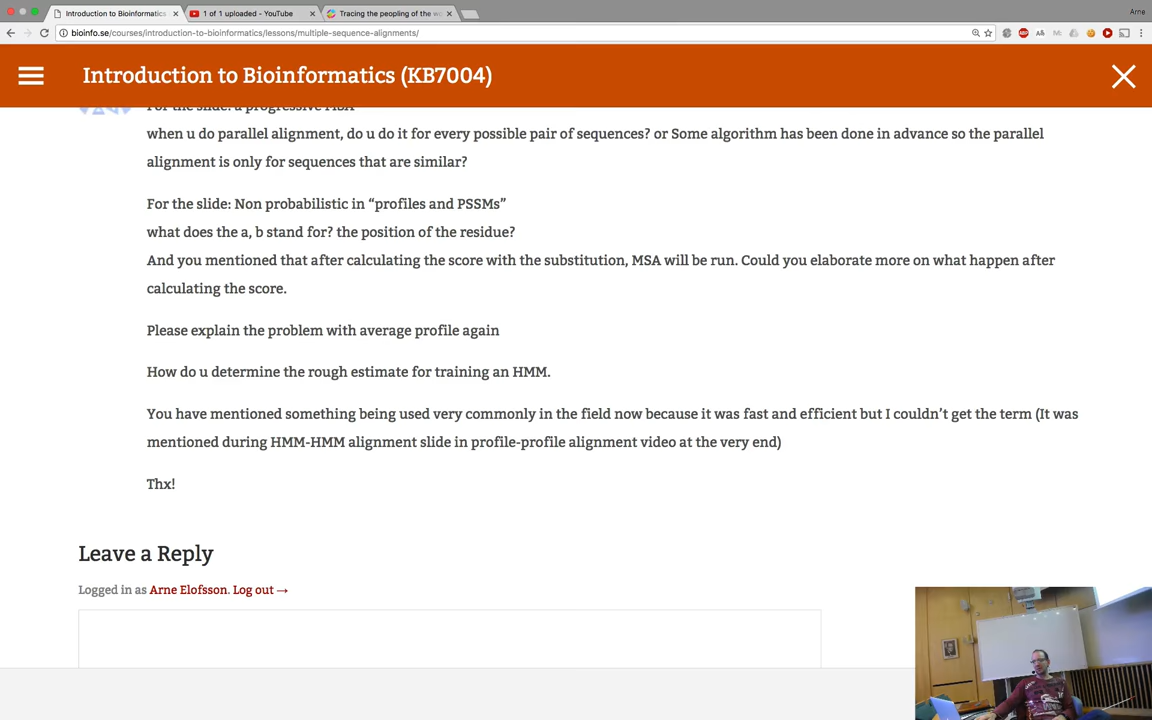 Introduction to Bioinformatics
1 of 1 uploaded - YouTube
Tracing the peopling of the wo
Arne
bioinfo.se/courses/introduction-to-bioinformatics/lessons/multiple-sequence-alignments/
Introduction to Bioinformatics (KB7004)
For the slide: a progressive MSA
when u do parallel alignment, do u do it for every possible pair of sequences? or Some algorithm has been done in advance so the parallel
alignment is only for sequences that are similar?
For the slide: Non probabilistic in “profiles and PSSMs”
what does the a, b stand for? the position of the residue?
And you mentioned that after calculating the score with the substitution, MSA will be run. Could you elaborate more on what happen after
calculating the score.
Please explain the problem with average profile again
How do u determine the rough estimate for training an HMM.
You have mentioned something being used very commonly in the field now because it was fast and efficient but I couldn’t get the term (It was
mentioned during HMM-HMM alignment slide in profile-profile alignment video at the very end)
Thx!
Leave a Reply
Logged in as Arne Elofsson. Log out →